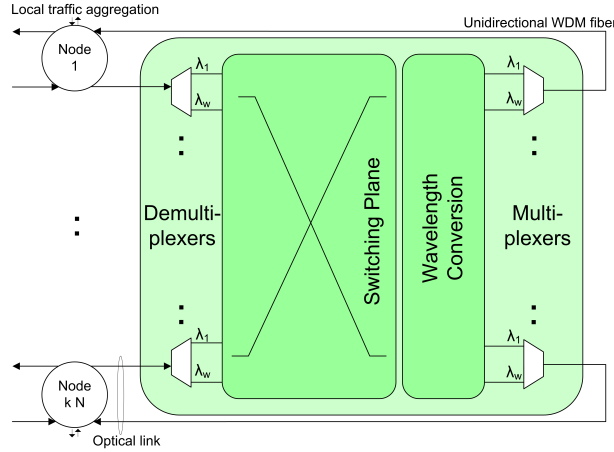 Local traffic aggregation
Unidirectional WDM fiber
Node
1
λ1
λw
λ1
λw
Demulti-
plexers
Switching Plane
Wavelength
Conversion
Multi-
plexers
λ1
λw
λ1
λw
Node
k N
Optical link